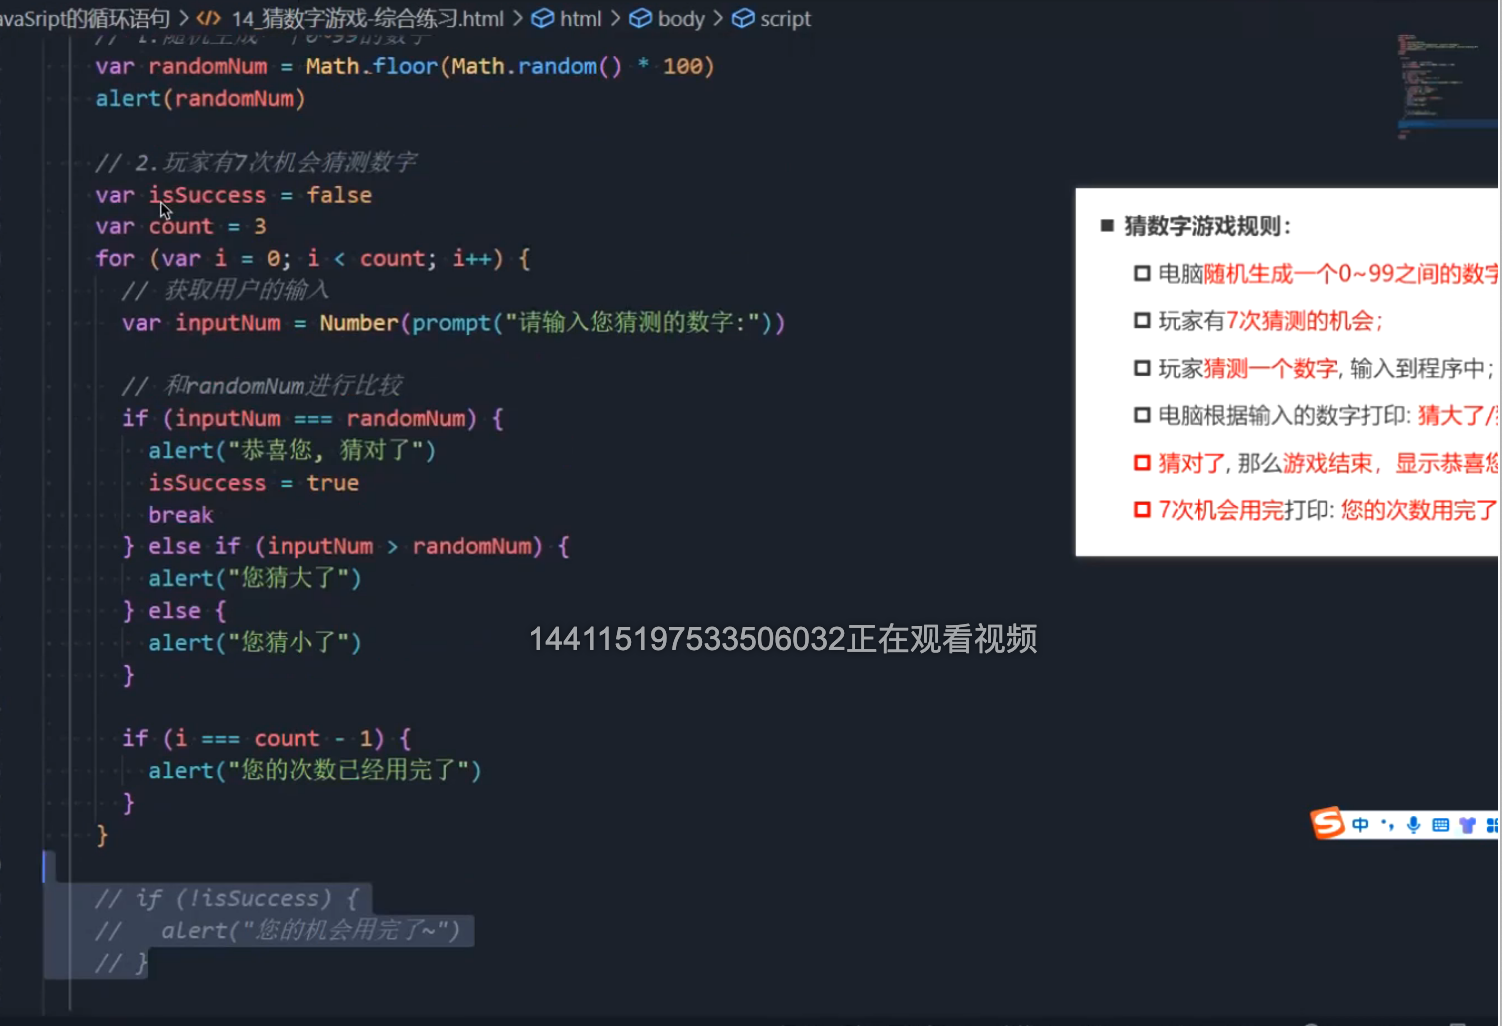 avaSript的循环语句 > 14_猜数字游戏-综合练习.html > html > body > script
// 1.随机生成一个0~99的数字
var randomNum = Math.floor(Math.random() * 100)
alert(randomNum)
// 2.玩家有7次机会猜测数字
var isSuccess = false
var count = 3
for (var i = 0; i < count; i++) {
// 获取用户的输入
var inputNum = Number(prompt("请输入您猜测的数字:"))
// 和randomNum进行比较
if (inputNum === randomNum) {
alert("恭喜您, 猜对了")
isSuccess = true
break
} else if (inputNum > randomNum) {
alert("您猜大了")
} else {
alert("您猜小了")
}
if (i === count - 1) {
alert("您的次数已经用完了")
}
}
// if (!isSuccess) {
//   alert("您的机会用完了~")
// }
■ 猜数字游戏规则：
电脑随机生成一个0~99之间的数字
玩家有7次猜测的机会；
玩家猜测一个数字, 输入到程序中；
电脑根据输入的数字打印: 猜大了/
猜对了, 那么游戏结束，显示恭喜您
7次机会用完打印: 您的次数用完了
144115197533506032正在观看视频
S 中